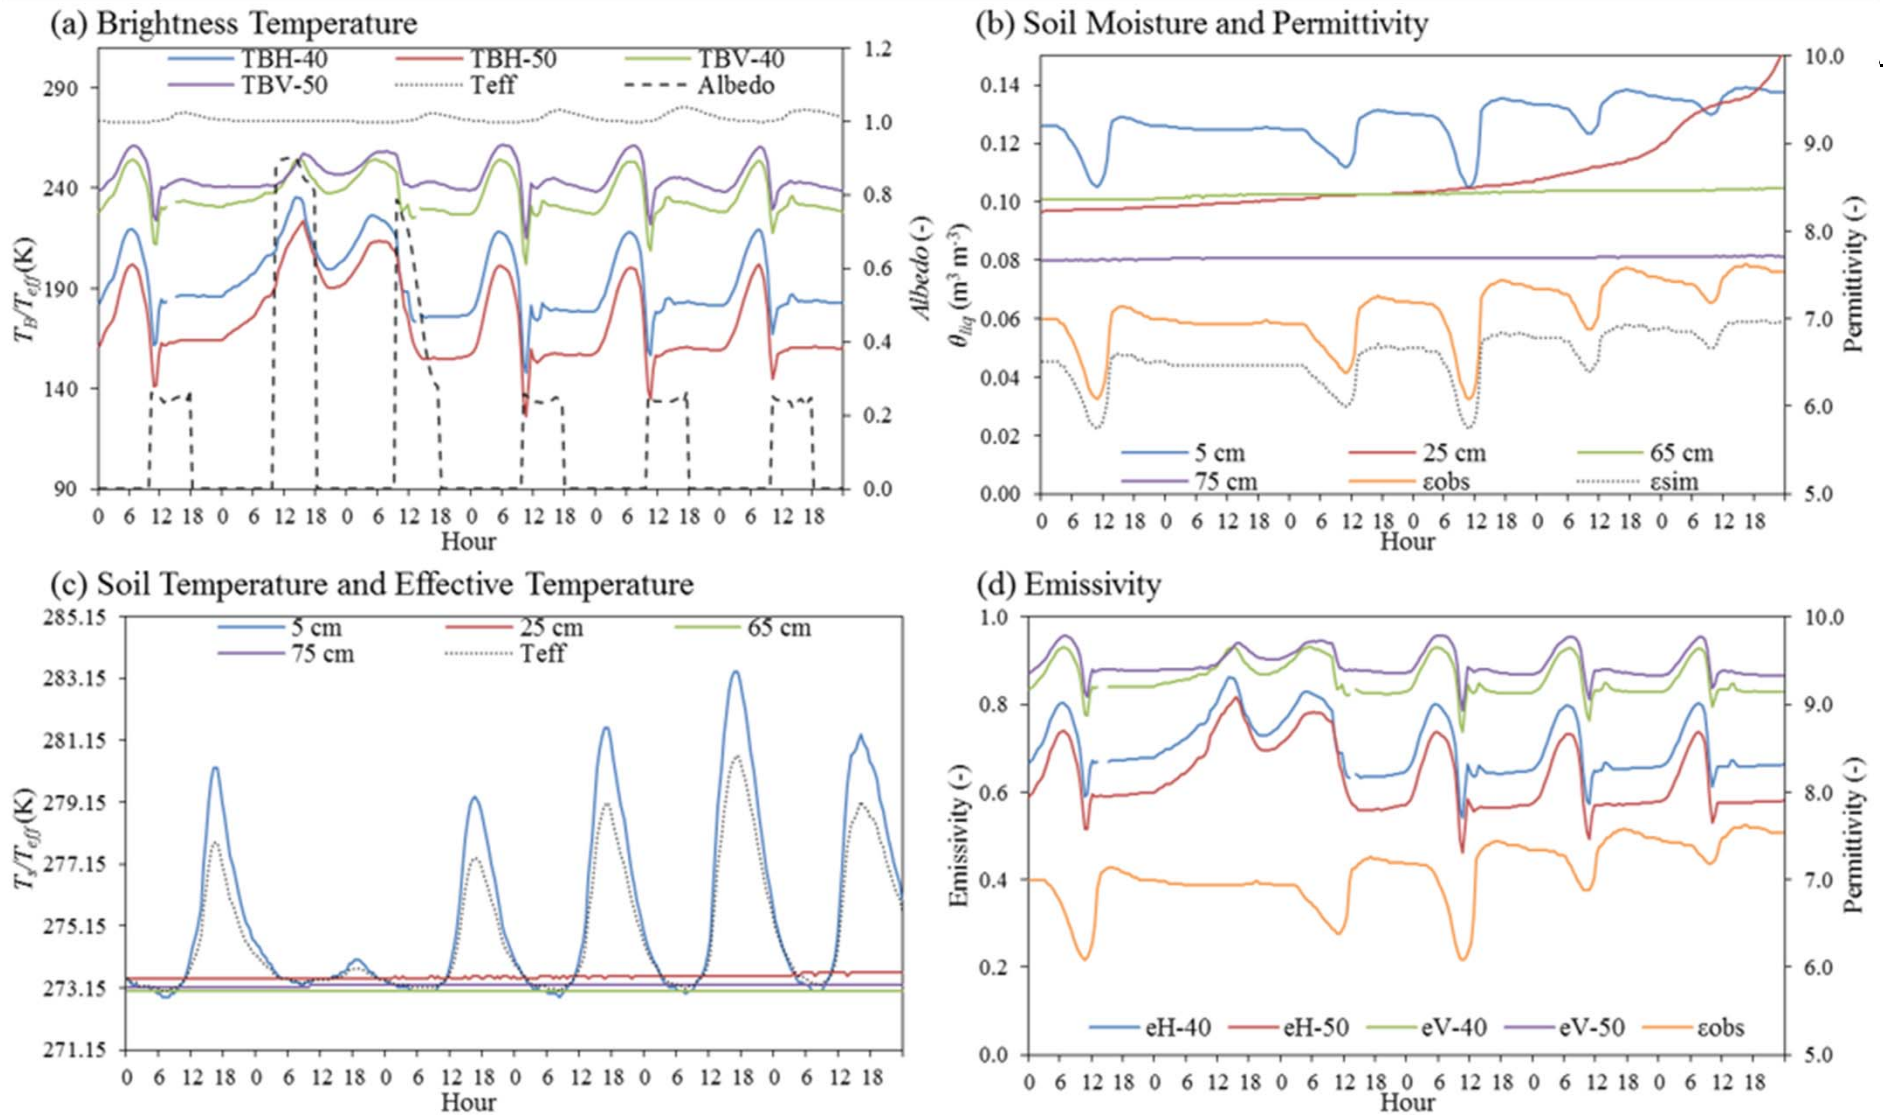 (a) Brightness Temperature
TBH-40 TBH-50 TBV-40
TBV-50 Teff Albedo
290
240
190
140
90
1.2
1.0
0.8
0.6
0.4
0.2
0.0
T_B/T_eff (K)
Albedo (-)
0 6 12 18 0 6 12 18 0 6 12 18 0 6 12 18 0 6 12 18 0 6 12 18
Hour
(b) Soil Moisture and Permittivity
0.14
0.12
0.10
0.08
0.06
0.04
0.02
0.00
10.0
9.0
8.0
7.0
6.0
5.0
θ_liq (m³ m⁻³)
Permittivity (-)
5 cm 25 cm 65 cm
75 cm εobs εsim
0 6 12 18 0 6 12 18 0 6 12 18 0 6 12 18 0 6 12 18 0 6 12 18
Hour
(c) Soil Temperature and Effective Temperature
5 cm 25 cm 65 cm
75 cm Teff
285.15
283.15
281.15
279.15
277.15
275.15
273.15
271.15
T_s/T_eff (K)
0 6 12 18 0 6 12 18 0 6 12 18 0 6 12 18 0 6 12 18 0 6 12 18
Hour
(d) Emissivity
1.0
0.8
0.6
0.4
0.2
0.0
10.0
9.0
8.0
7.0
6.0
5.0
Emissivity (-)
Permittivity (-)
eH-40 eH-50 eV-40 eV-50 εobs
0 6 12 18 0 6 12 18 0 6 12 18 0 6 12 18 0 6 12 18 0 6 12 18
Hour